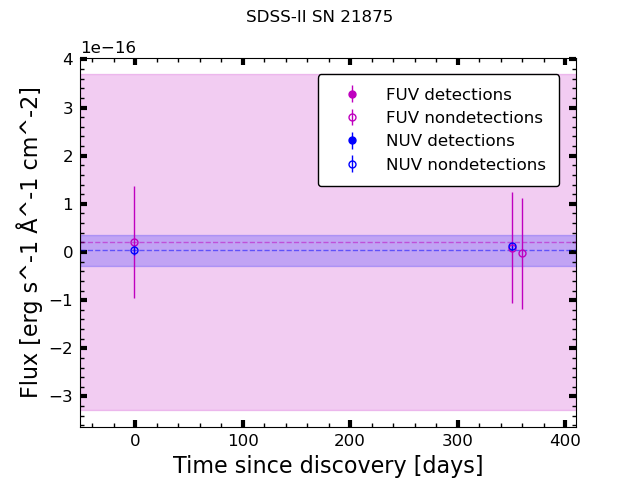 SDSS-II SN 21875
1e−16
4
3
2
1
0
−1
−2
−3
FUV detections
FUV nondetections
NUV detections
NUV nondetections
0
100
200
300
400
Time since discovery [days]
Flux [erg s^-1 Å^-1 cm^-2]